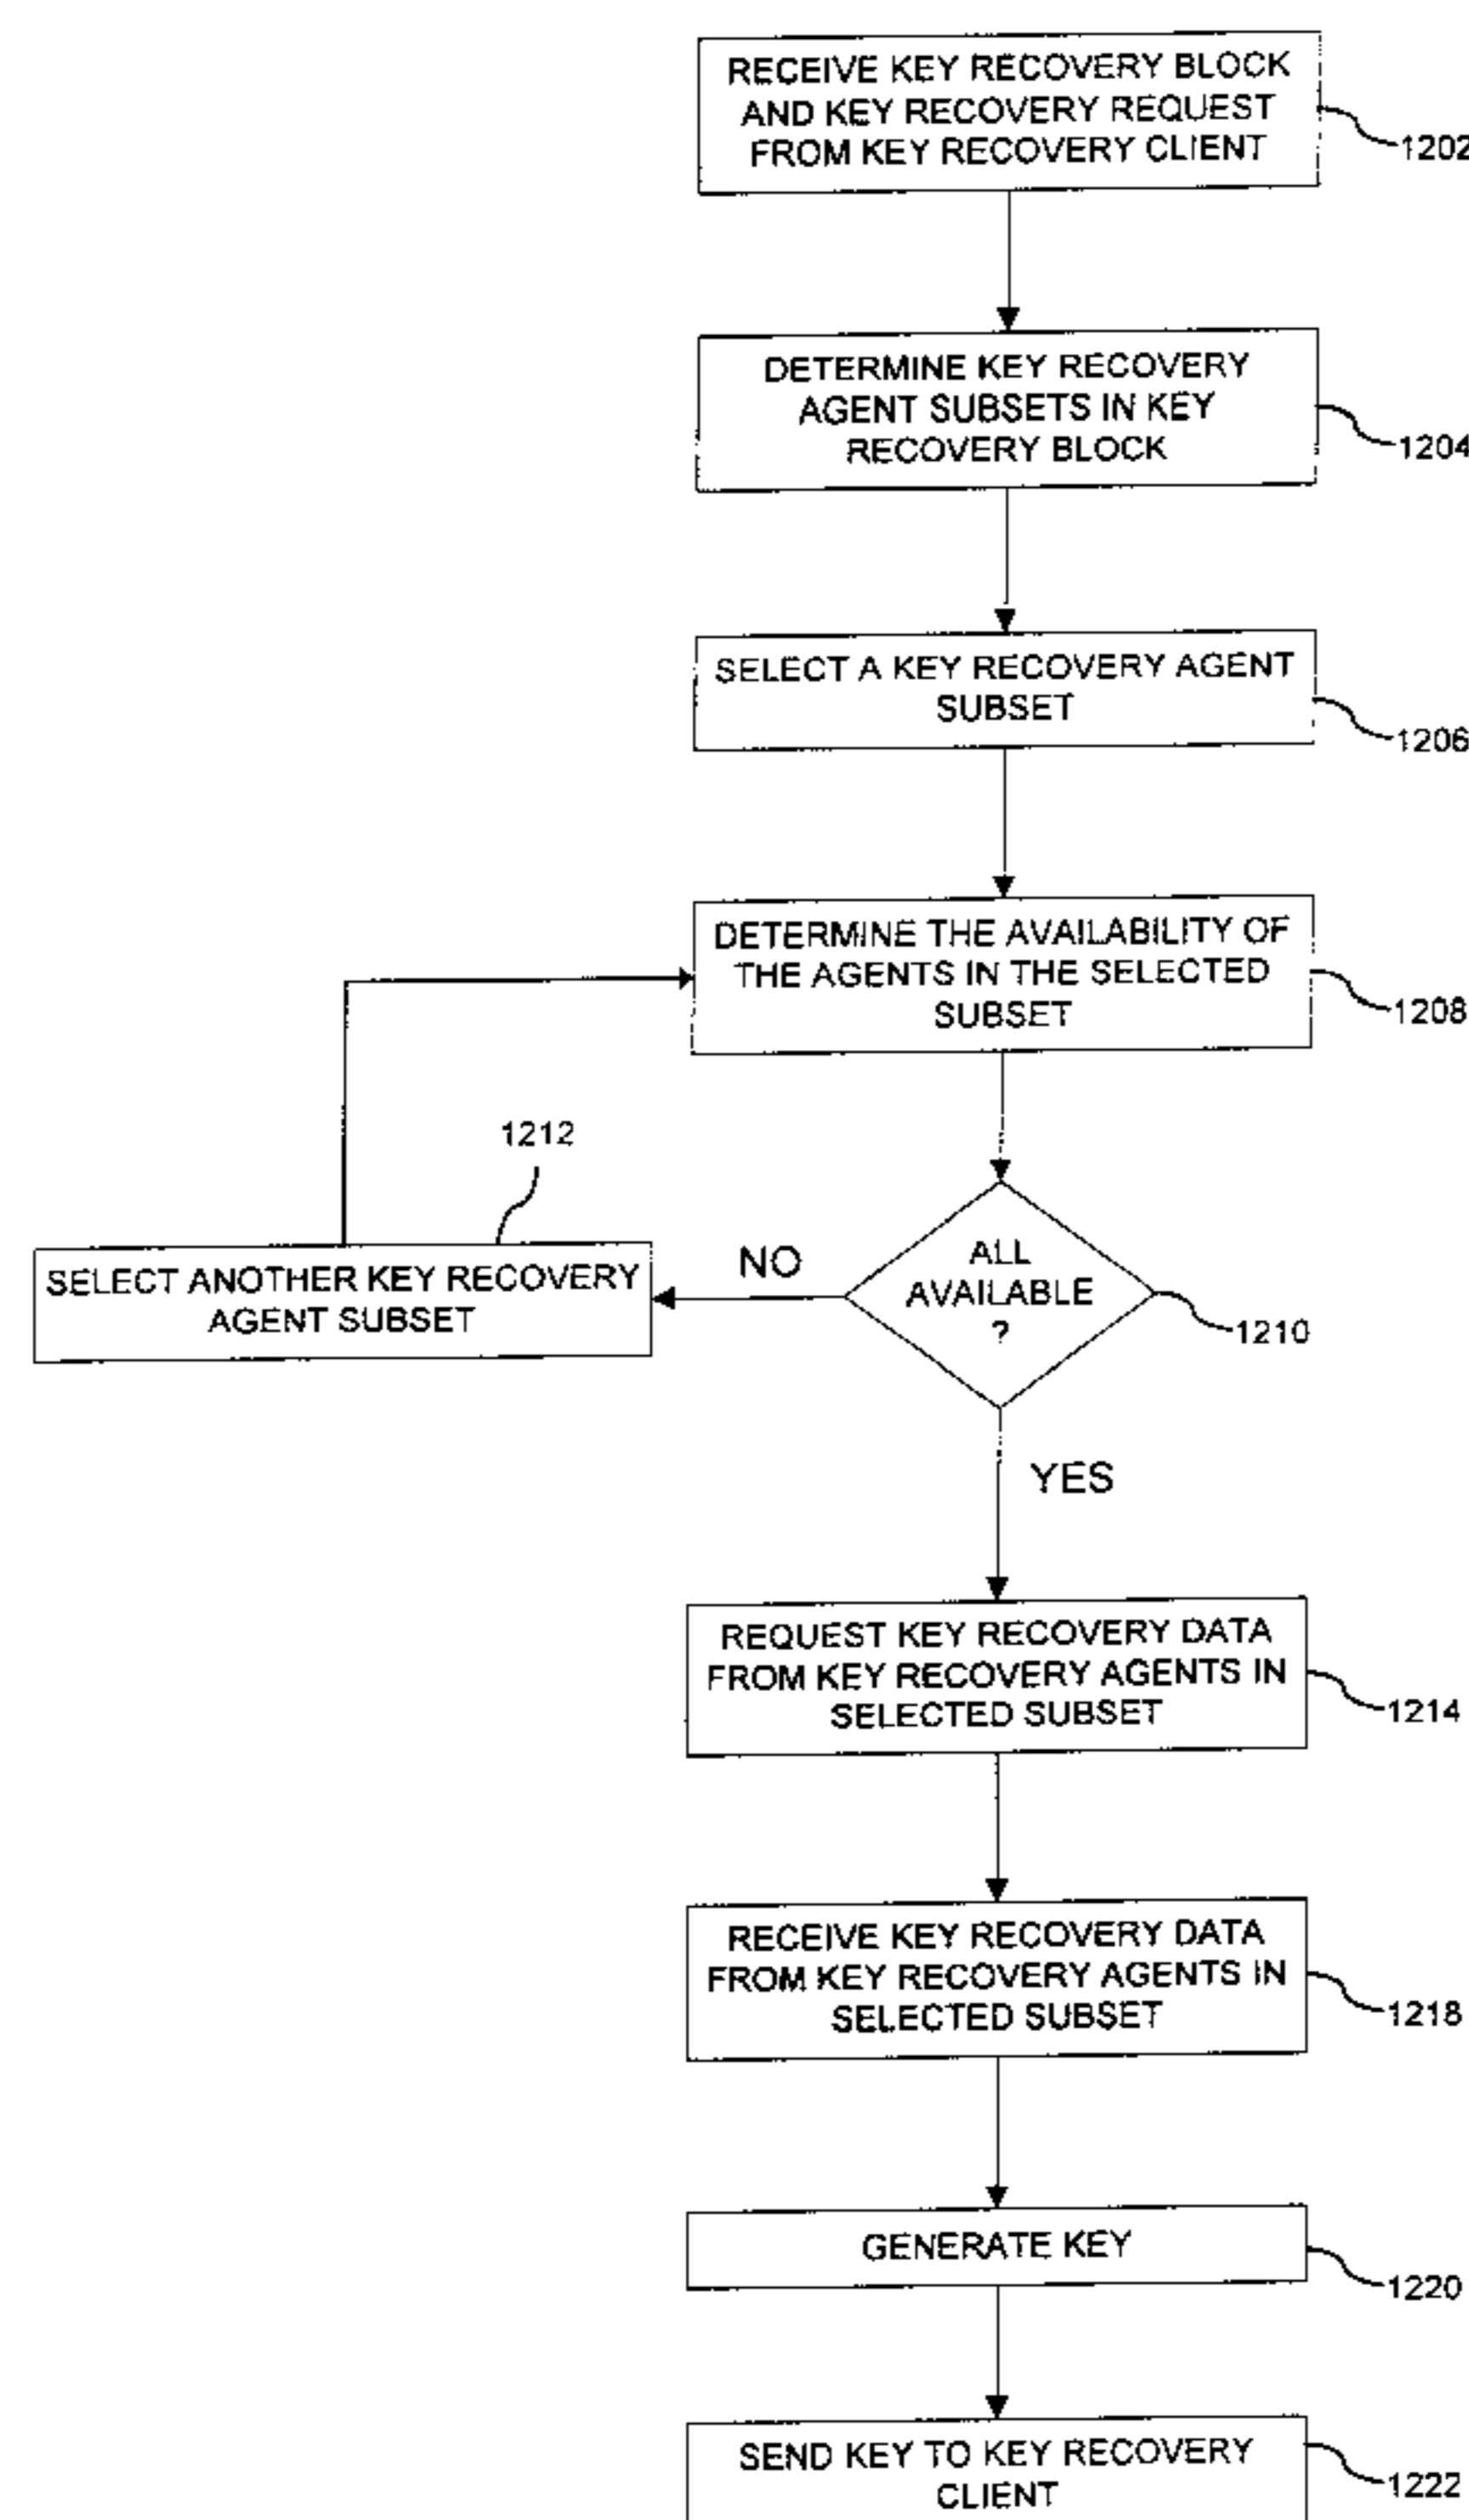 RECEIVE KEY RECOVERY BLOCK
AND KEY RECOVERY REQUEST
FROM KEY RECOVERY CLIENT
1202
DETERMINE KEY RECOVERY
AGENT SUBSETS IN KEY
RECOVERY BLOCK
1204
SELECT A KEY RECOVERY AGENT
SUBSET
1206
DETERMINE THE AVAILABILITY OF
THE AGENTS IN THE SELECTED
SUBSET
1208
1212
SELECT ANOTHER KEY RECOVERY
AGENT SUBSET
NO
ALL
AVAILABLE
?
1210
YES
REQUEST KEY RECOVERY DATA
FROM KEY RECOVERY AGENTS IN
SELECTED SUBSET
1214
RECEIVE KEY RECOVERY DATA
FROM KEY RECOVERY AGENTS IN
SELECTED SUBSET
1218
GENERATE KEY
1220
SEND KEY TO KEY RECOVERY
CLIENT
1222